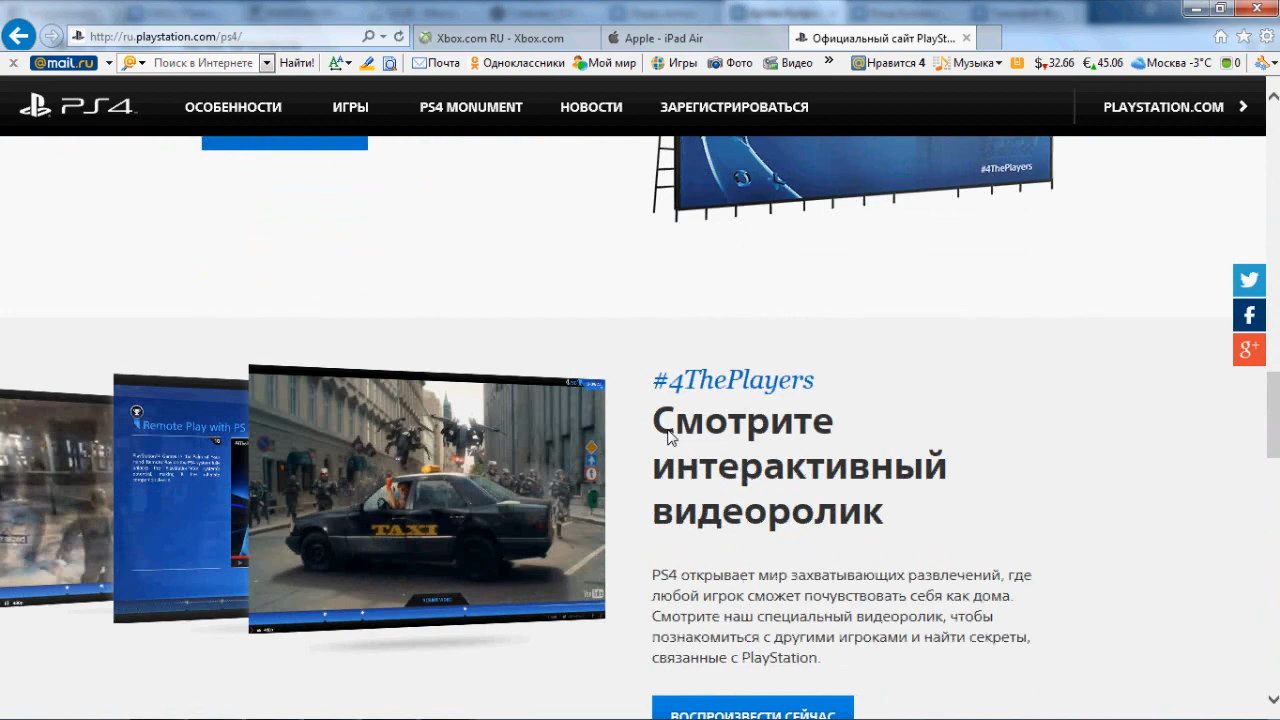 http://ru.playstation.com/ps4/
Xbox.com RU - Xbox.com
Apple - iPad Air
Официальный сайт PlaySt...
@mail.ru
Поиск в Интернете
Найти!
Почта
Одноклассники
Мой мир
Игры
Фото
Видео
Нравится 4
Музыка
32.66
45.06
Москва -3°C
0
PS4
ОСОБЕННОСТИ
ИГРЫ
PS4 MONUMENT
НОВОСТИ
ЗАРЕГИСТРИРОВАТЬСЯ
PLAYSTATION.COM
#4ThePlayers
Remote Play with PS
TAXI
#4ThePlayers
Смотрите
интерактивный
видеоролик
PS4 открывает мир захватывающих развлечений, где
любой игрок сможет почувствовать себя как дома.
Смотрите наш специальный видеоролик, чтобы
познакомиться с другими игроками и найти секреты,
связанные с PlayStation.
ВОСПРОИЗВЕСТИ СЕЙЧАС